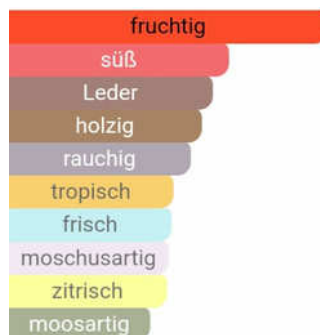 fruchtig
süß
Leder
holzig
rauchig
tropisch
frisch
moschusartig
zitrisch
moosartig